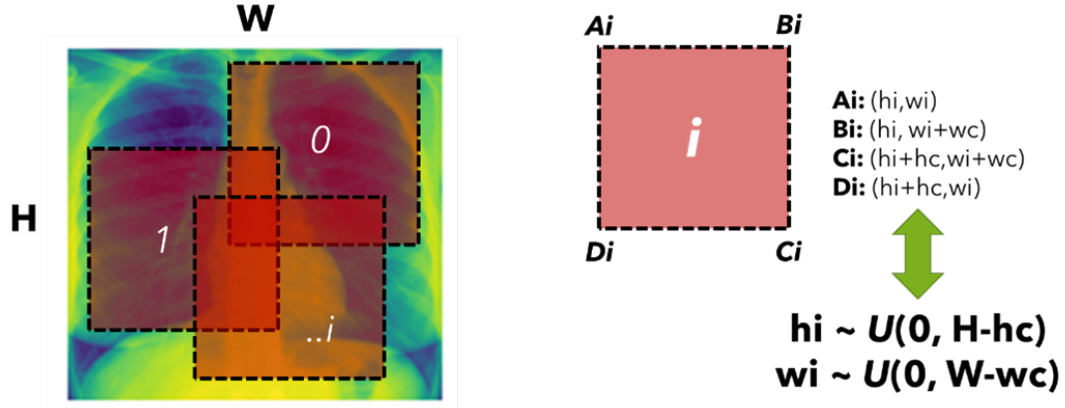 W
H
0
1
..i
Ai
Bi
i
Di
Ci
Ai: (hi,wi)
Bi: (hi, wi+wc)
Ci: (hi+hc,wi+wc)
Di: (hi+hc,wi)
hi ~ U(0, H-hc)
wi ~ U(0, W-wc)